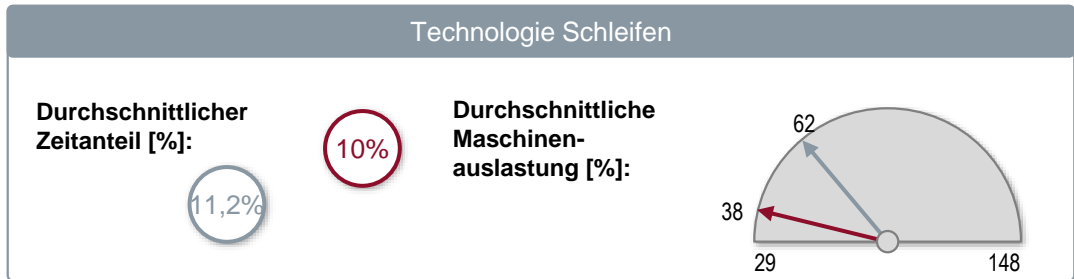 Technologie Schleifen
Durchschnittlicher
Zeitanteil [%]:
11,2%
10%
Durchschnittliche
Maschinen-
auslastung [%]:
62
38
29
148